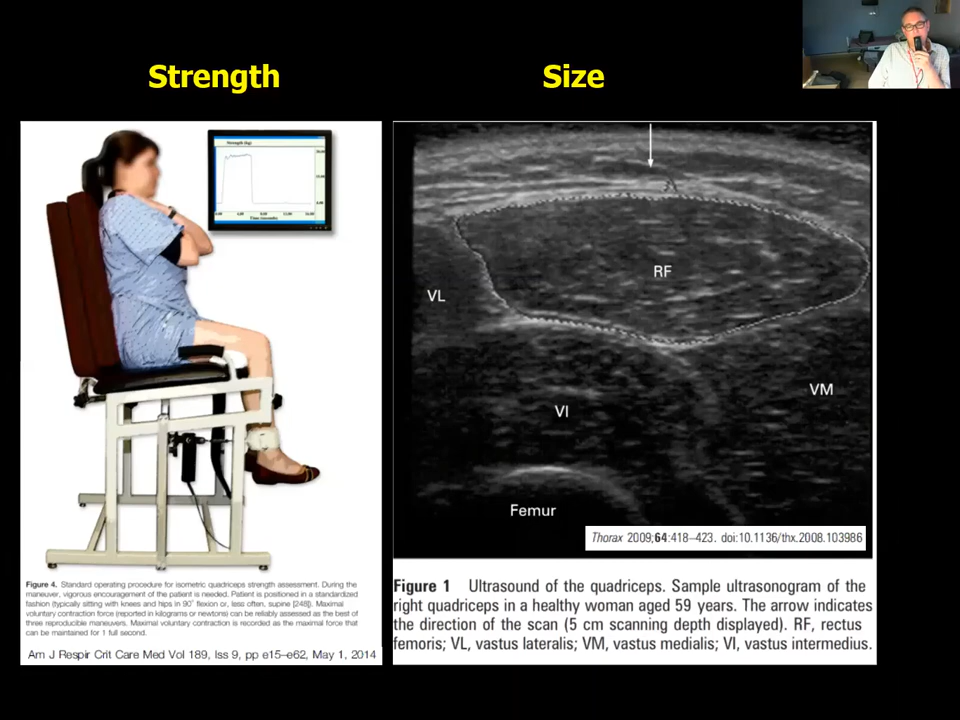 Strength
Size
Strength (kg)
Time (seconds)
VL
RF
VM
VI
Femur
Thorax 2009;64:418–423. doi:10.1136/thx.2008.103986
Figure 4. Standard operating procedure for isometric quadriceps strength assessment. During the
maneuver, vigorous encouragement of the patient is needed. Patient is positioned in a standardized
fashion (typically sitting with knees and hips in 90° flexion or, less often, supine [248]). Maximal
voluntary contraction force (reported in kilograms or newtons) can be reliably assessed as the best of
three reproducible maneuvers. Maximal voluntary contraction is recorded as the maximal force that
can be maintained for 1 full second.
Am J Respir Crit Care Med Vol 189, Iss 9, pp e15–e62, May 1, 2014
Figure 1 Ultrasound of the quadriceps. Sample ultrasonogram of the
right quadriceps in a healthy woman aged 59 years. The arrow indicates
the direction of the scan (5 cm scanning depth displayed). RF, rectus
femoris; VL, vastus lateralis; VM, vastus medialis; VI, vastus intermedius.